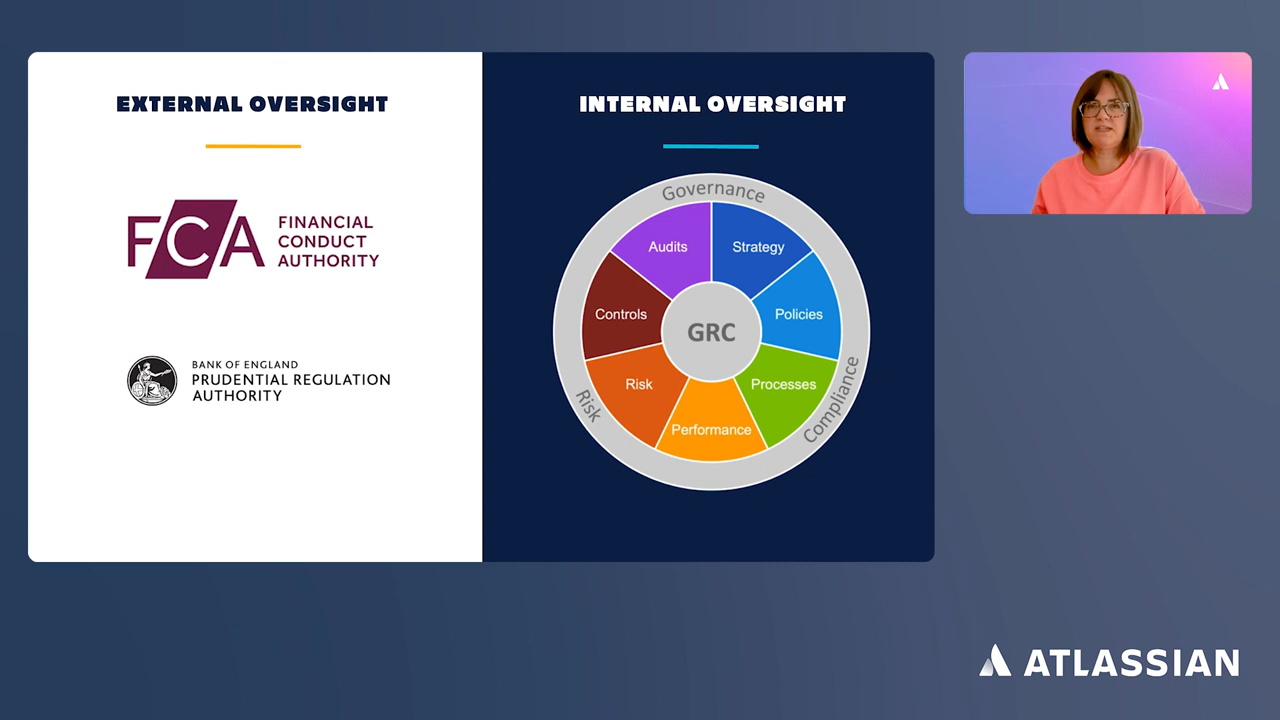 EXTERNAL OVERSIGHT
FCA
FINANCIAL
CONDUCT
AUTHORITY
BANK OF ENGLAND
PRUDENTIAL REGULATION
AUTHORITY
INTERNAL OVERSIGHT
Governance
Audits
Strategy
Controls
Policies
GRC
Risk
Processes
Performance
Risk
Compliance
ATLASSIAN